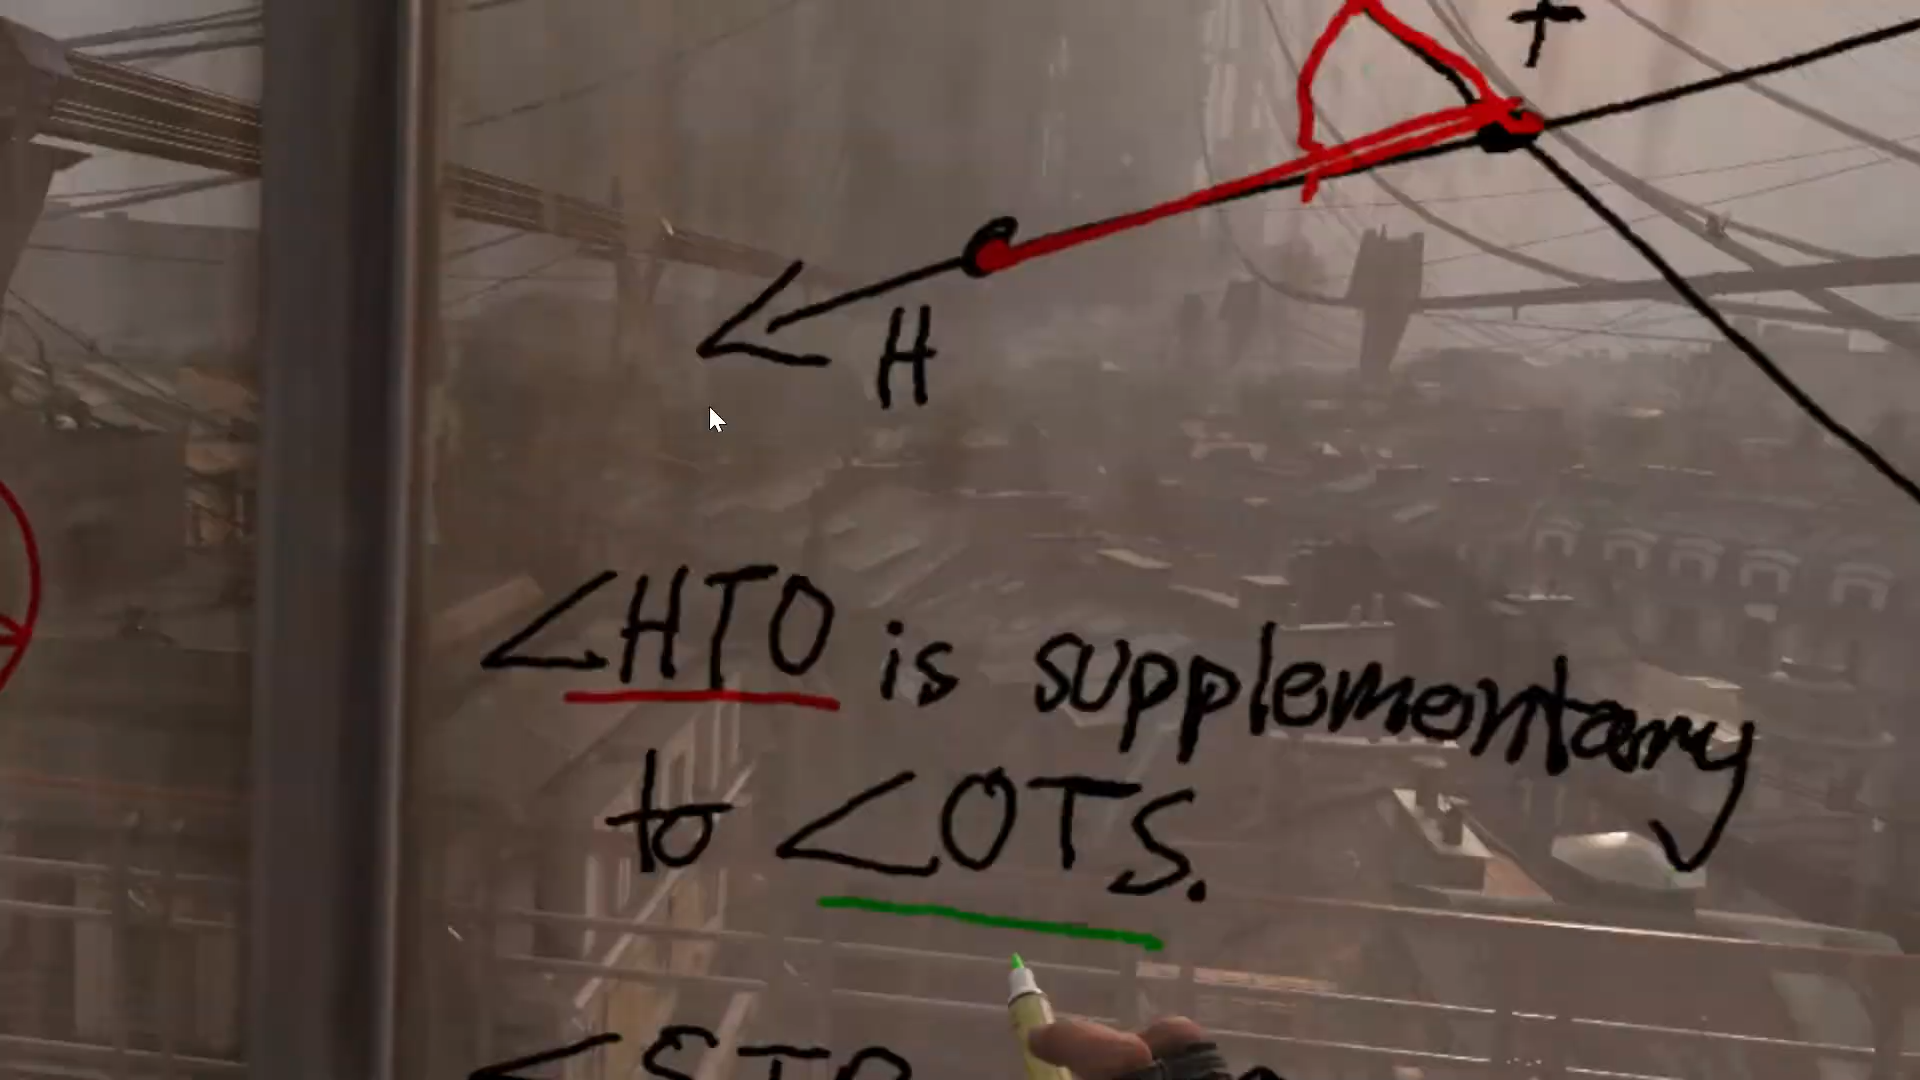 T
H
∠HTO is supplementary
to ∠OTS.